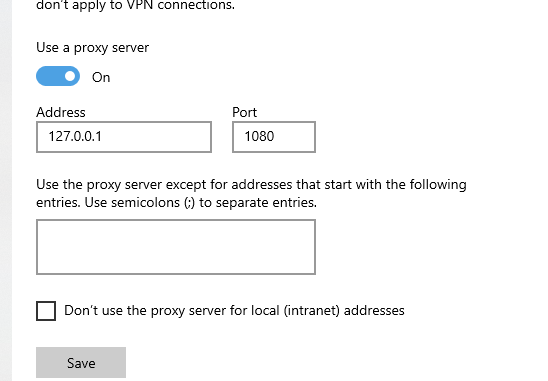 don't apply to VPN connections.
Use a proxy server
On
Address Port
127.0.0.1 1080
Use the proxy server except for addresses that start with the following
entries. Use semicolons (;) to separate entries.
Don't use the proxy server for local (intranet) addresses
Save